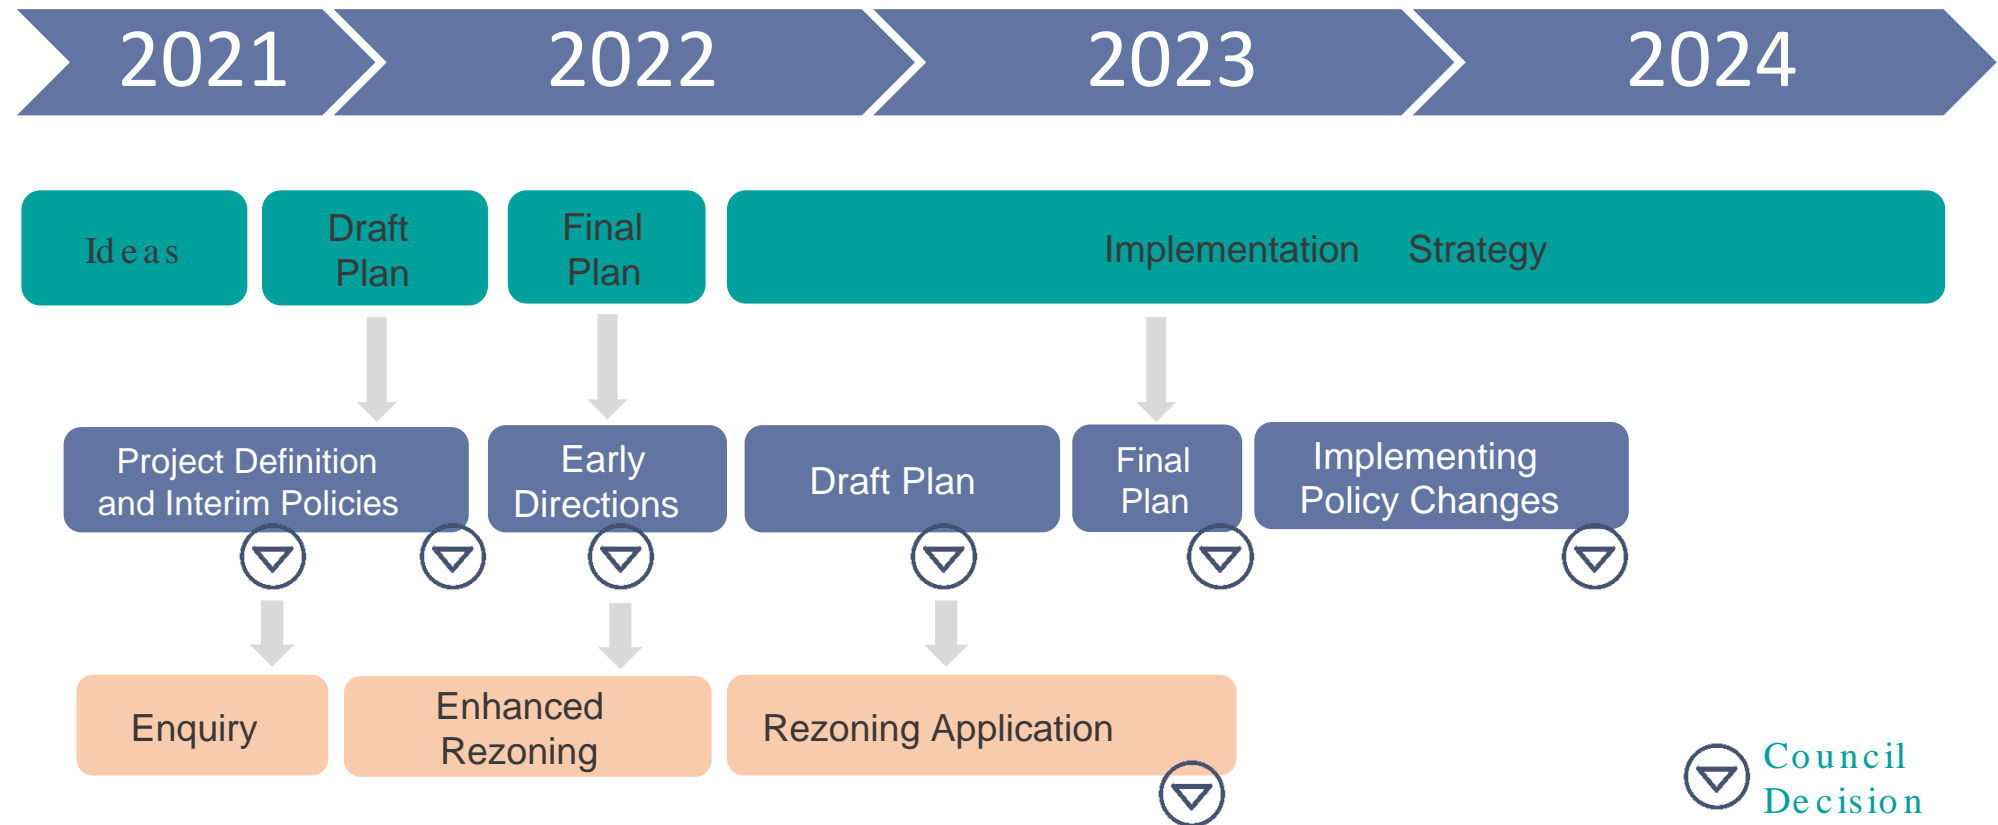 2021
2022
2023
2024
Ideas
Draft
Plan
Final
Plan
Implementation Strategy
Project Definition
and Interim Policies
Early
Directions
Draft Plan
Final
Plan
Implementing
Policy Changes
Enquiry
Enhanced
Rezoning
Rezoning Application
Council
Decision